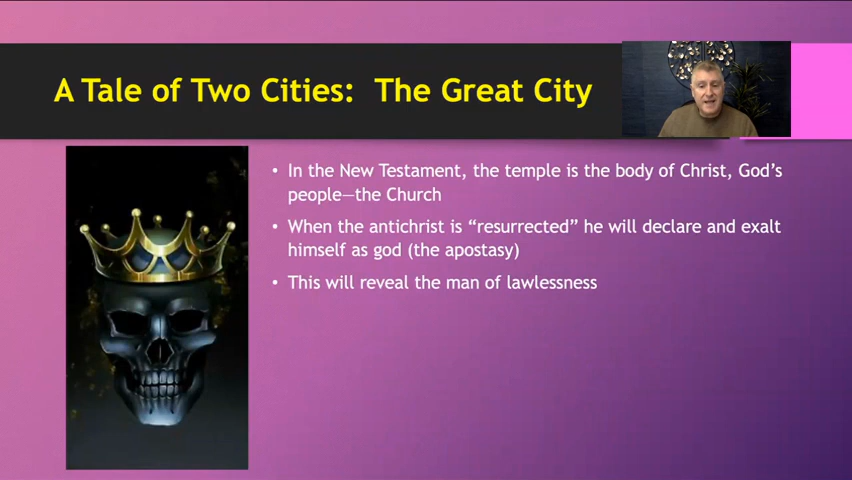 A Tale of Two Cities:  The Great City
• In the New Testament, the temple is the body of Christ, God’s
people—the Church
• When the antichrist is “resurrected” he will declare and exalt
himself as god (the apostasy)
• This will reveal the man of lawlessness